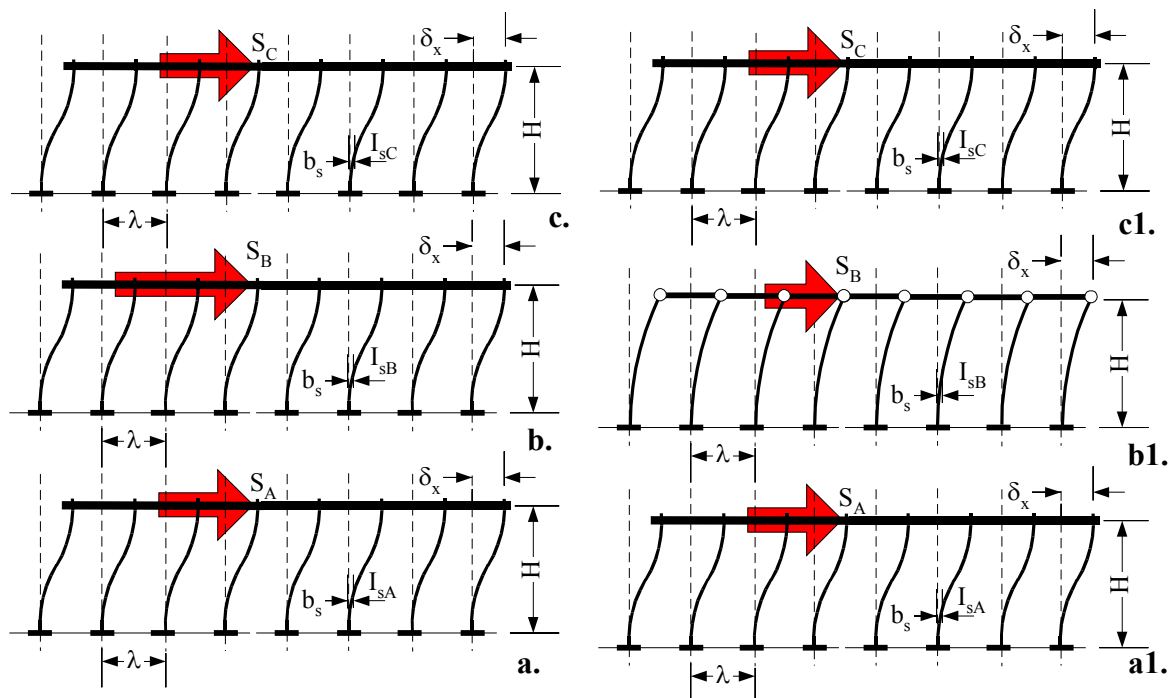 S_C δ_x
H
b_s I_sC
λ
c.
S_B δ_x
H
b_s I_sB
λ
b.
S_A δ_x
H
b_s I_sA
λ
a.
S_C δ_x
H
b_s I_sC
λ
c1.
S_B δ_x
H
b_s I_sB
λ
b1.
S_A δ_x
H
b_s I_sA
λ
a1.